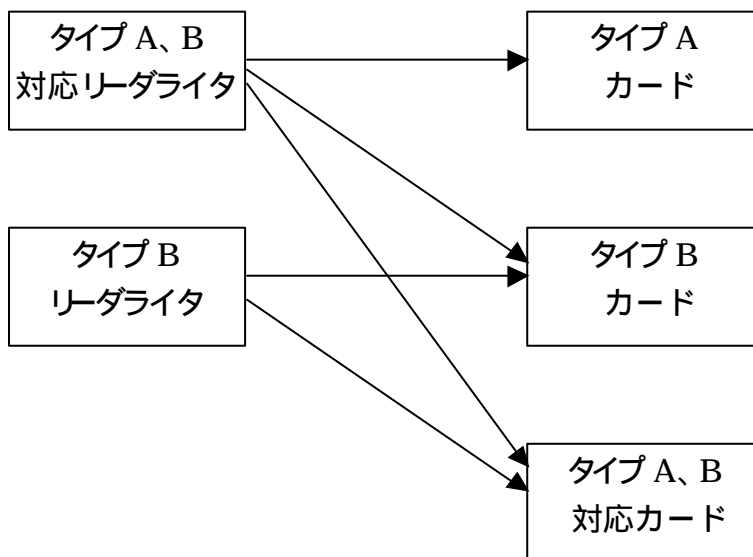 タイプ A、B
対応リーダライタ
タイプ A
カード
タイプ B
リーダライタ
タイプ B
カード
タイプ A、B
対応カード